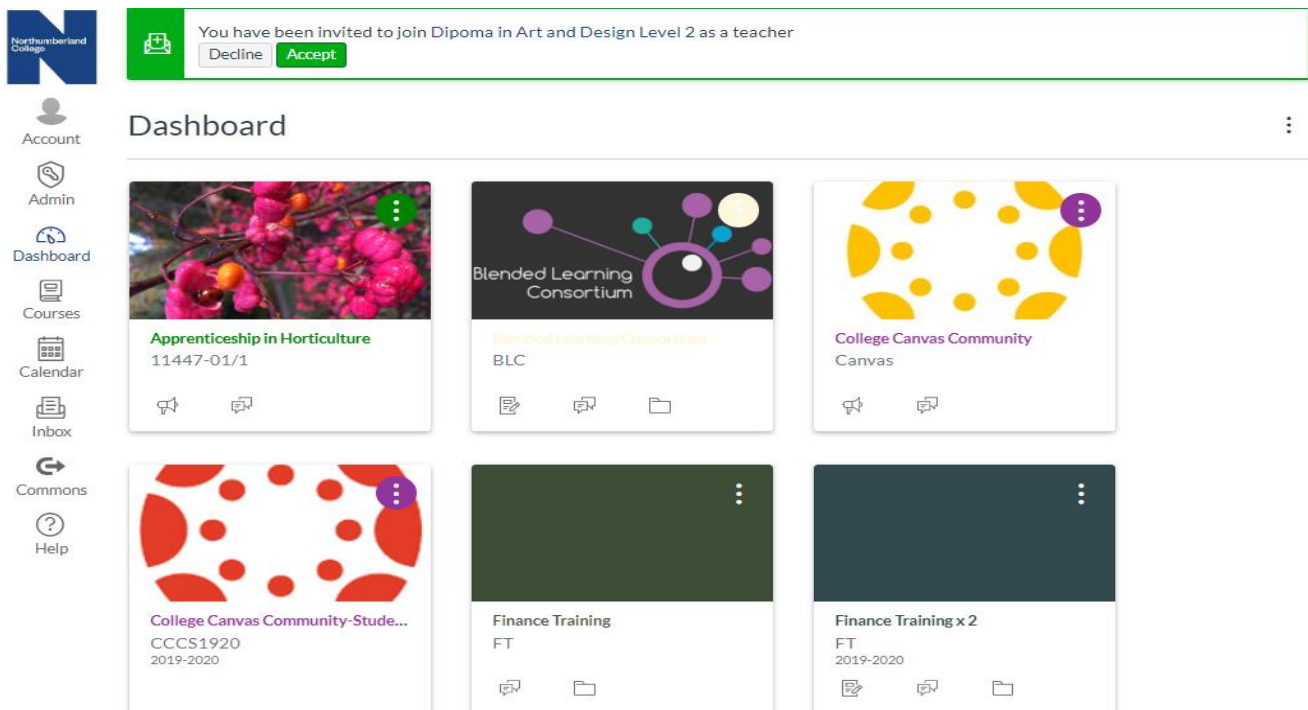 Northumberland
College
You have been invited to join Dipoma in Art and Design Level 2 as a teacher
Decline Accept
Account
Admin
Dashboard
Courses
Calendar
Inbox
Commons
Help
Dashboard
Apprenticeship in Horticulture
11447-01/1
Blended Learning
Consortium
Blended Learning Consortium
BLC
College Canvas Community
Canvas
College Canvas Community-Stude...
CCCS1920
2019-2020
Finance Training
FT
Finance Training x 2
FT
2019-2020